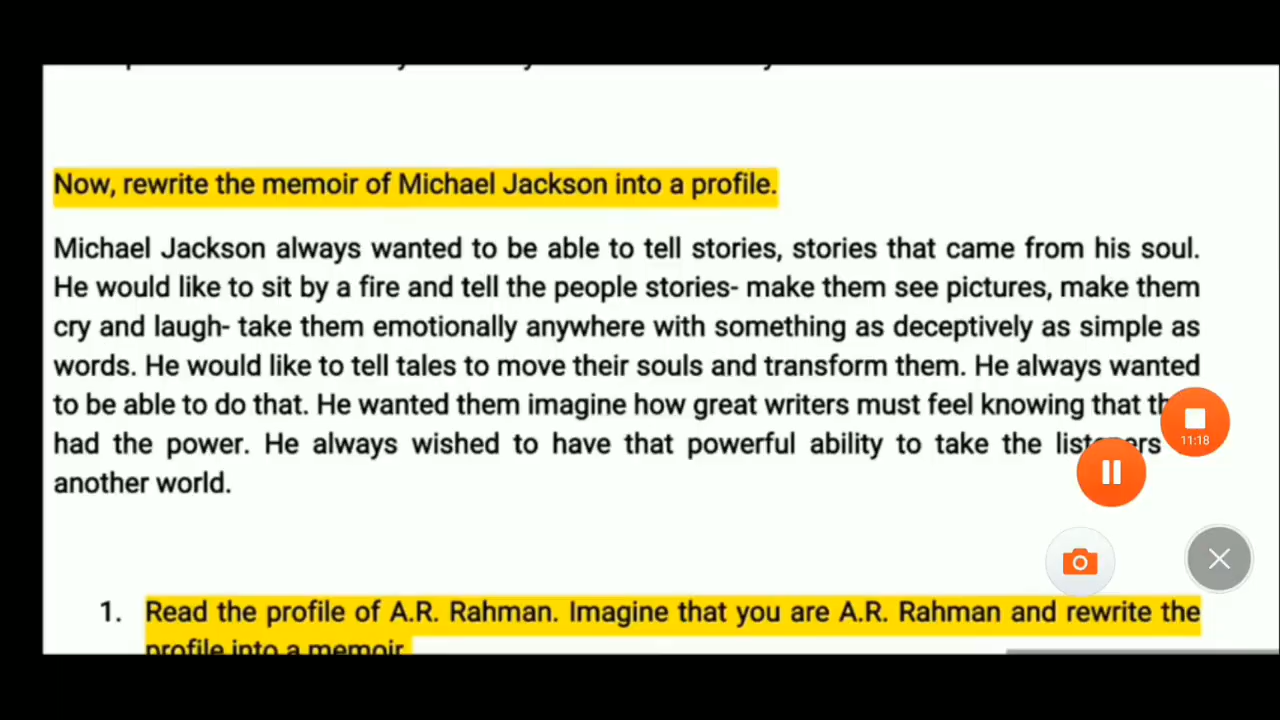 Now, rewrite the memoir of Michael Jackson into a profile.
Michael Jackson always wanted to be able to tell stories, stories that came from his soul.
He would like to sit by a fire and tell the people stories- make them see pictures, make them
cry and laugh- take them emotionally anywhere with something as deceptively as simple as
words. He would like to tell tales to move their souls and transform them. He always wanted
to be able to do that. He wanted them imagine how great writers must feel knowing that
had the power. He always wished to have that powerful ability to take the
another world.
11:18
1. Read the profile of A.R. Rahman. Imagine that you are A.R. Rahman and rewrite the
profile into a memoir.